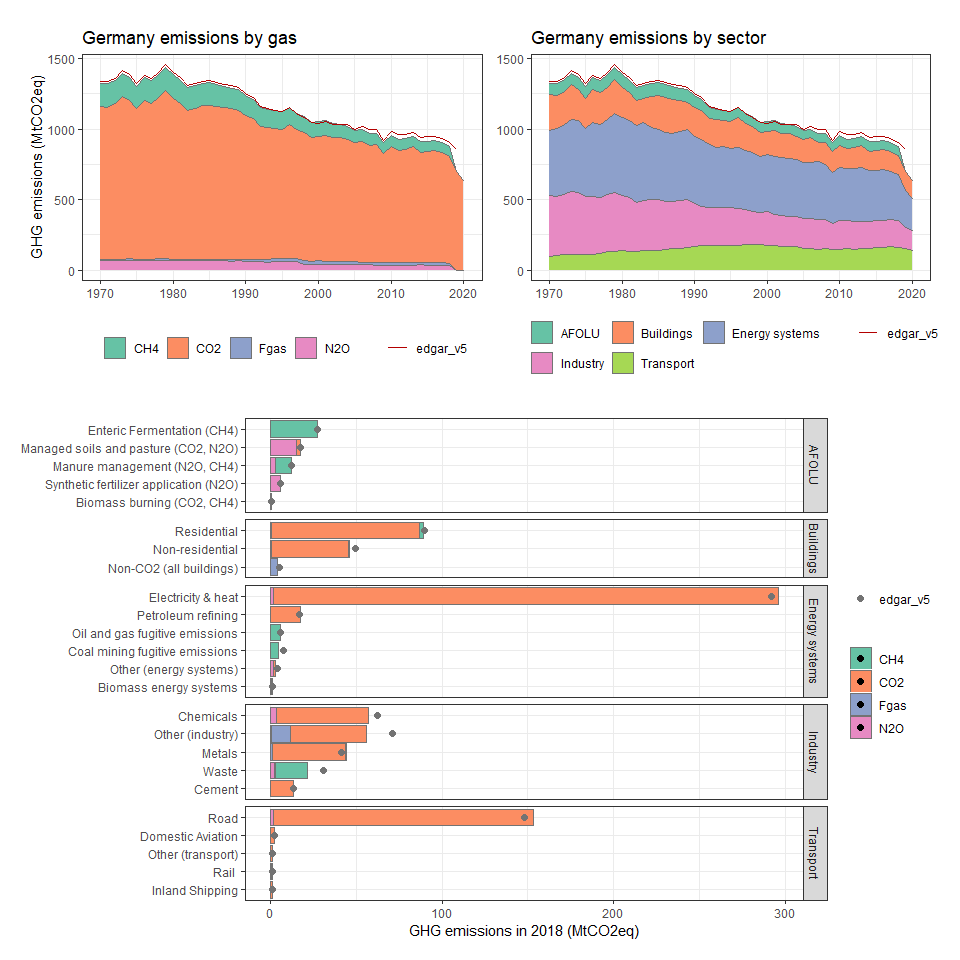 Germany emissions by gas
GHG emissions (MtCO2eq)
1500
1000
500
0
1970 1980 1990 2000 2010 2020
CH4 CO2 Fgas N2O edgar_v5
Germany emissions by sector
1500
1000
500
0
1970 1980 1990 2000 2010 2020
AFOLU Buildings Energy systems edgar_v5
Industry Transport
Enteric Fermentation (CH4)
Managed soils and pasture (CO2, N2O)
Manure management (N2O, CH4)
Synthetic fertilizer application (N2O)
Biomass burning (CO2, CH4)
AFOLU
Residential
Non-residential
Non-CO2 (all buildings)
Buildings
Electricity & heat
Petroleum refining
Oil and gas fugitive emissions
Coal mining fugitive emissions
Other (energy systems)
Biomass energy systems
Energy systems
Chemicals
Other (industry)
Metals
Waste
Cement
Industry
Road
Domestic Aviation
Other (transport)
Rail
Inland Shipping
Transport
0 100 200 300
GHG emissions in 2018 (MtCO2eq)
edgar_v5
CH4
CO2
Fgas
N2O